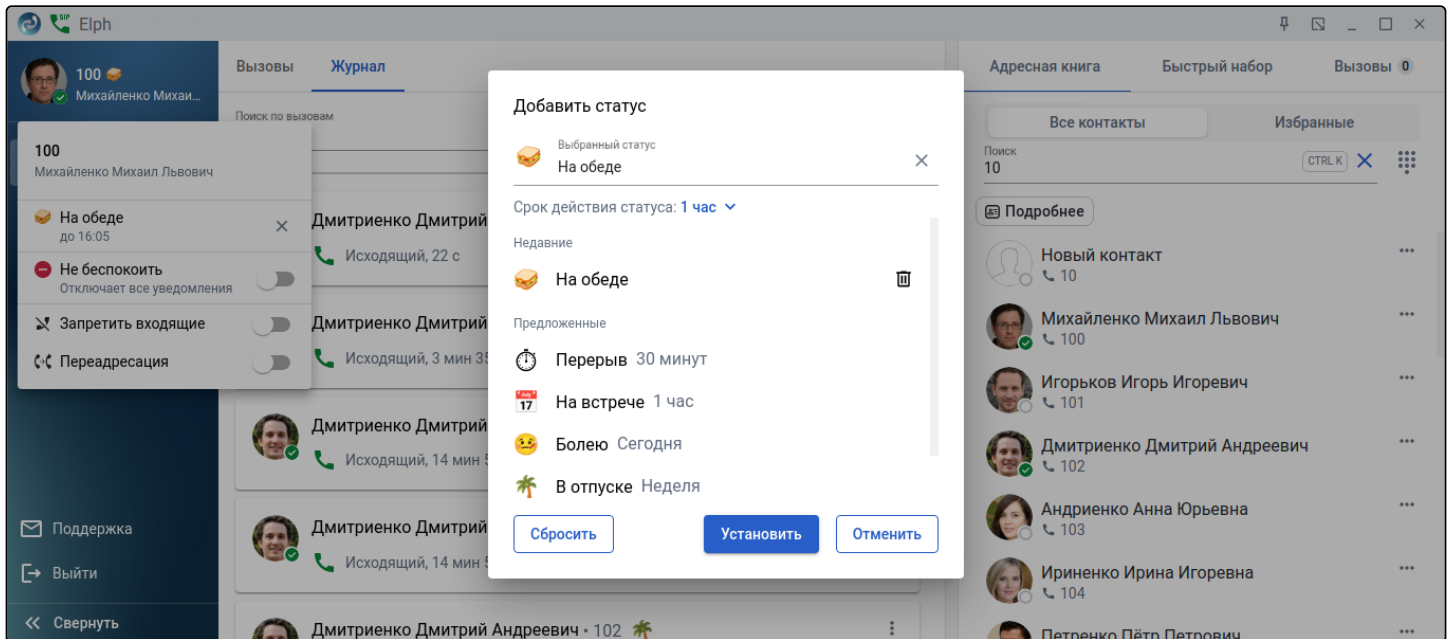 SIP
Elph
100
Михайленко Михаи...
100
Михайленко Михаил Львович
На обеде
до 16:05
Не беспокоить
Отключает все уведомления
Запретить входящие
Переадресация
Поддержка
Выйти
Свернуть
Вызовы
Журнал
Поиск по вызовам
Дмитриенко Дмитрий
Исходящий, 22 с
Дмитриенко Дмитрий
Исходящий, 3 мин 35
Дмитриенко Дмитрий
Исходящий, 14 мин
Дмитриенко Дмитрий
Исходящий, 14 мин
Дмитриенко Дмитрий Андреевич • 102
Добавить статус
Выбранный статус
На обеде
Срок действия статуса: 1 час
Недавние
На обеде
Предложенные
Перерыв 30 минут
July
17
На встрече 1 час
Болею Сегодня
В отпуске Неделя
Сбросить
Установить
Отменить
Адресная книга
Быстрый набор
Вызовы 0
Все контакты
Избранные
Поиск
10
CTRL K
Подробнее
Новый контакт
10
Михайленко Михаил Львович
100
Игорьков Игорь Игоревич
101
Дмитриенко Дмитрий Андреевич
102
Андриенко Анна Юрьевна
103
Ириненко Ирина Игоревна
104
Петренко Пётр Петрович